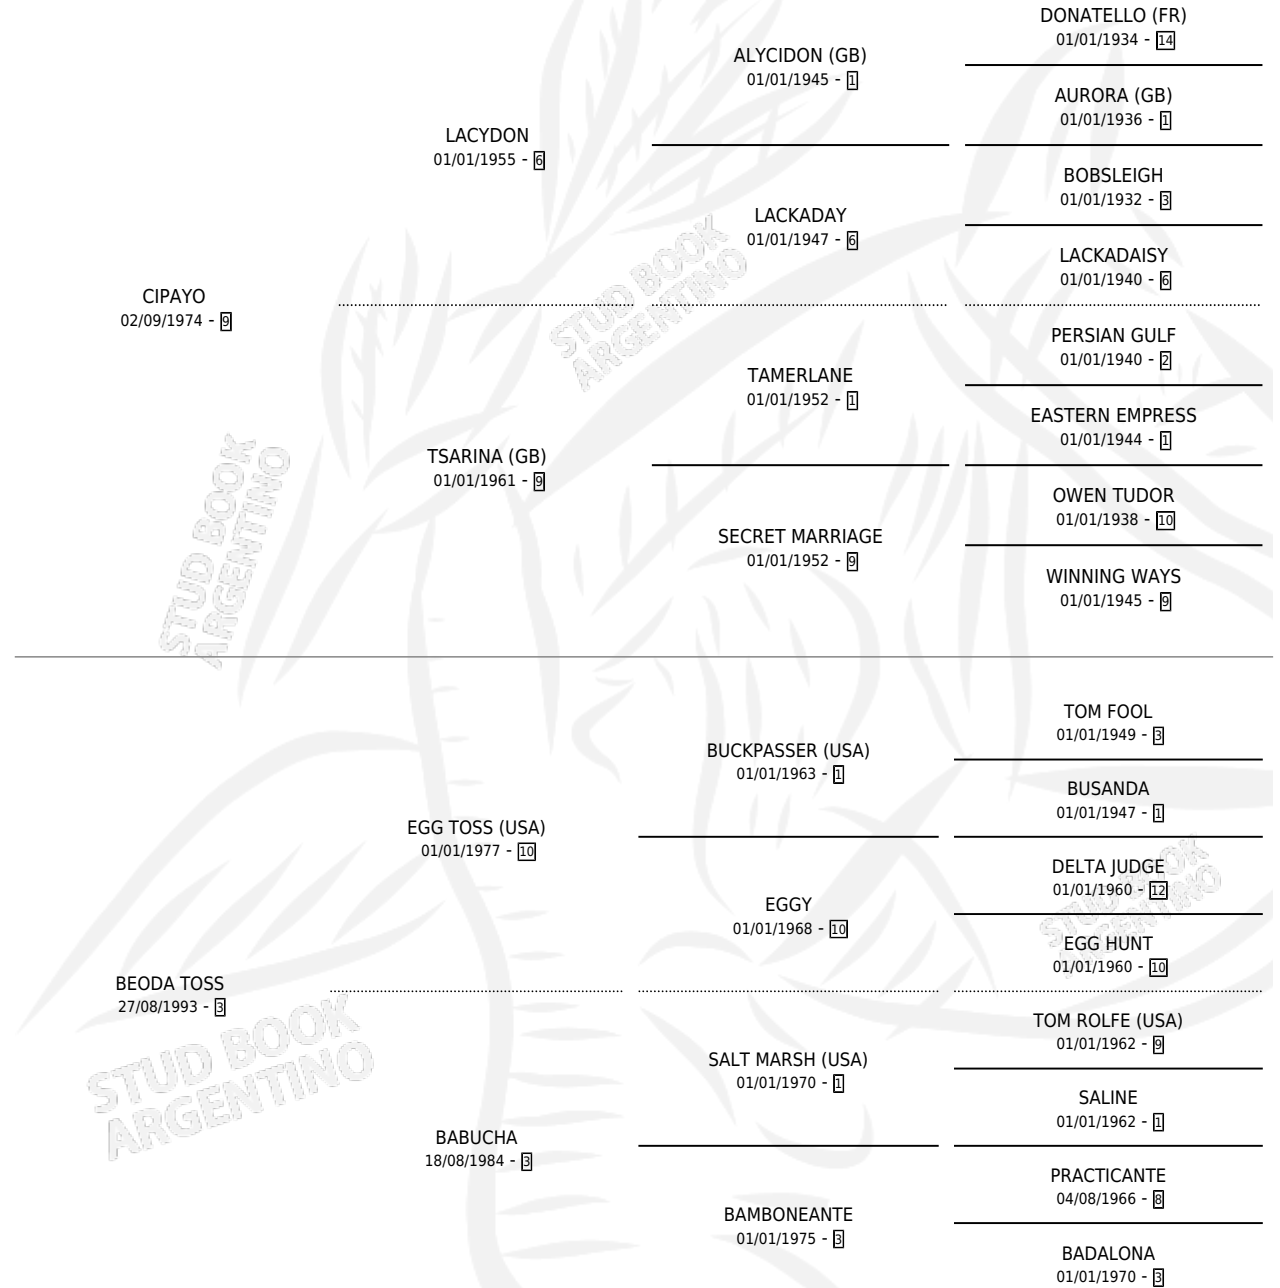 DONATELLO (FR)
01/01/1934 - 14
ALYCIDON (GB)
01/01/1945 - 1
AURORA (GB)
01/01/1936 - 1
LACYDON
01/01/1955 - 6
BOBSLEIGH
01/01/1932 - 3
LACKADAY
01/01/1947 - 6
LACKADAISY
01/01/1940 - 6
CIPAYO
02/09/1974 - 9
PERSIAN GULF
01/01/1940 - 2
TAMERLANE
01/01/1952 - 1
EASTERN EMPRESS
01/01/1944 - 1
TSARINA (GB)
01/01/1961 - 9
OWEN TUDOR
01/01/1938 - 10
SECRET MARRIAGE
01/01/1952 - 9
WINNING WAYS
01/01/1945 - 9
STUD BOOK
ARGENTINO
STUD BOOK
ARGENTINO
TOM FOOL
01/01/1949 - 3
BUCKPASSER (USA)
01/01/1963 - 1
BUSANDA
01/01/1947 - 1
EGG TOSS (USA)
01/01/1977 - 10
DELTA JUDGE
01/01/1960 - 12
EGGY
01/01/1968 - 10
EGG HUNT
01/01/1960 - 10
BEODA TOSS
27/08/1993 - 3
TOM ROLFE (USA)
01/01/1962 - 9
SALT MARSH (USA)
01/01/1970 - 1
SALINE
01/01/1962 - 1
BABUCHA
18/08/1984 - 3
PRACTICANTE
04/08/1966 - 8
BAMBONEANTE
01/01/1975 - 3
BADALONA
01/01/1970 - 3
STUD BOOK
ARGENTINO
STUD BOOK
ARGENTINO